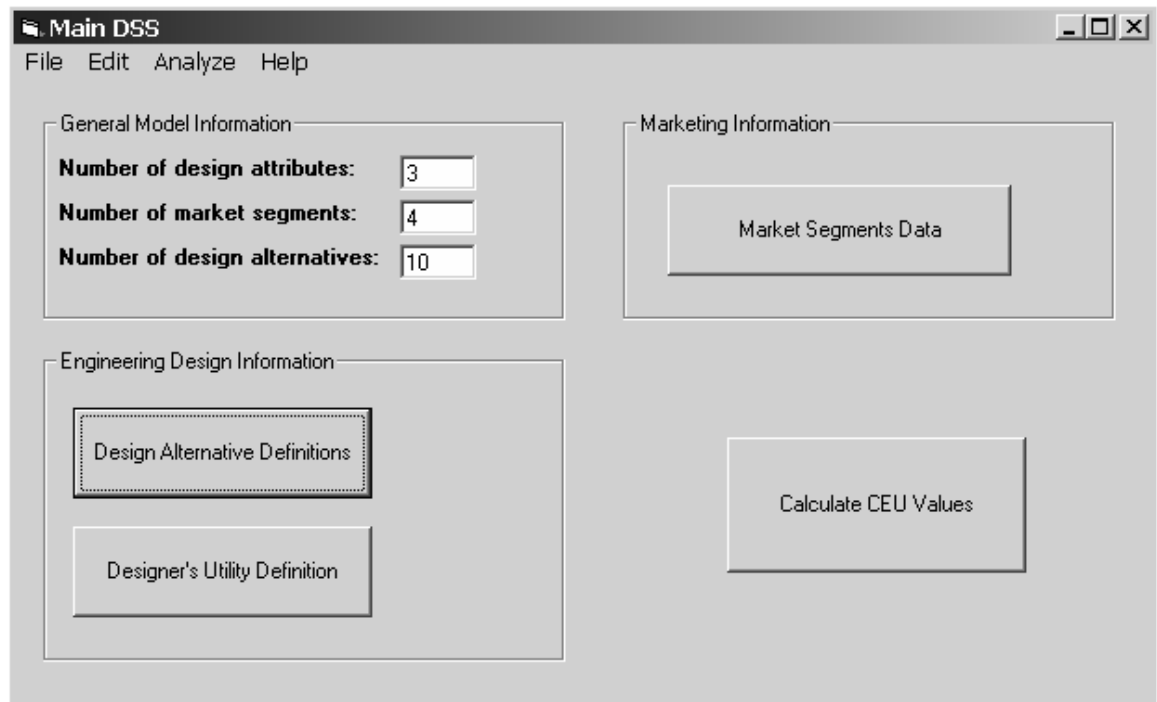 Main DSS
File Edit Analyze Help
General Model Information
Number of design attributes: 3
Number of market segments: 4
Number of design alternatives: 10
Marketing Information
Market Segments Data
Engineering Design Information
Design Alternative Definitions
Designer's Utility Definition
Calculate CEU Values